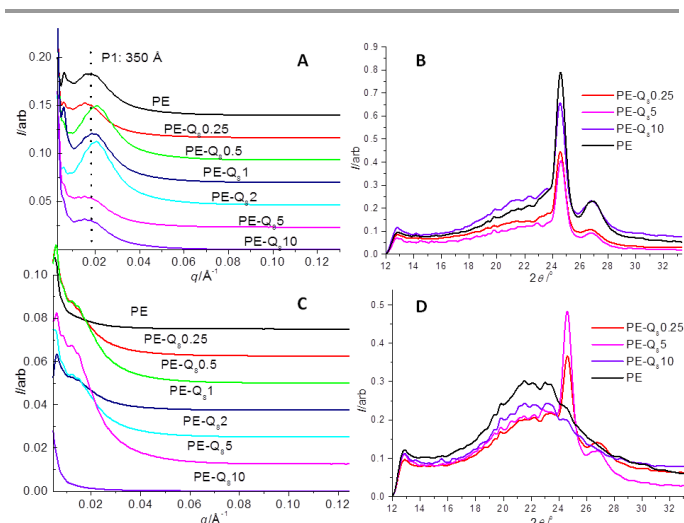 A
P1: 350 Å
PE
PE-Q₈0.25
PE-Q₈0.5
PE-Q₈1
PE-Q₈2
PE-Q₈5
PE-Q₈10
I/arb
0.20
0.15
0.10
0.05
0.00 0.02 0.04 0.06 0.08 0.10 0.12
q/Å⁻¹
B
PE-Q₈0.25
PE-Q₈5
PE-Q₈10
PE
I/arb
0.9
0.8
0.7
0.6
0.5
0.4
0.3
0.2
0.1
0.0
12 14 16 18 20 22 24 26 28 30 32
2θ/°
C
PE
PE-Q₈0.25
PE-Q₈0.5
PE-Q₈1
PE-Q₈2
PE-Q₈5
PE-Q₈10
I/arb
0.10
0.08
0.06
0.04
0.02
0.00
0.02 0.04 0.06 0.08 0.10 0.12
q/Å⁻¹
D
PE-Q₈0.25
PE-Q₈5
PE-Q₈10
PE
I/arb
0.5
0.4
0.3
0.2
0.1
0.0
12 14 16 18 20 22 24 26 28 30 32
2θ/°